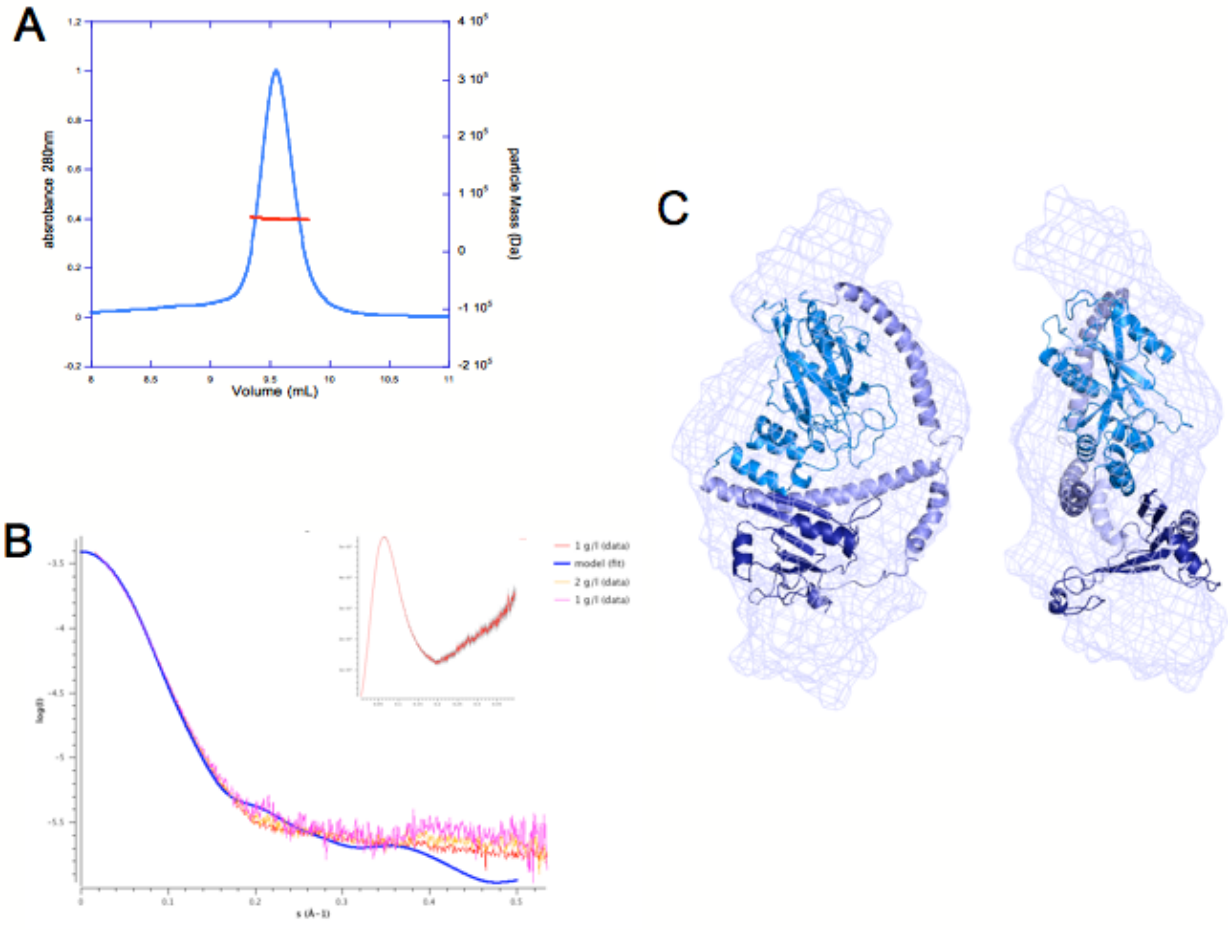 A
1.2
1
0.8
0.6
0.4
0.2
0
-0.2
absrobance 280nm
8 8.5 9 9.5 10 10.5 11
Volume (mL)
4 10⁵
3 10⁵
2 10⁵
1 10⁵
0
-1 10⁵
-2 10⁵
particle Mass (Da)
B
-3.5
-4.5
-5
-5.5
-6
log(I)
0 0.1 0.2 0.3 0.4 0.5
s (Å-1)
1 g/l (data)
model (fit)
2 g/l (data)
1 g/l (data)
C